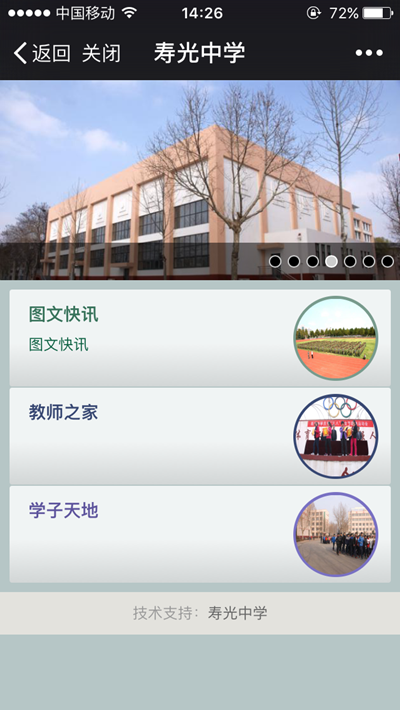 中国移动 14:26 72%
返回 关闭 寿光中学
图文快讯
图文快讯
教师之家
学子天地
技术支持：寿光中学